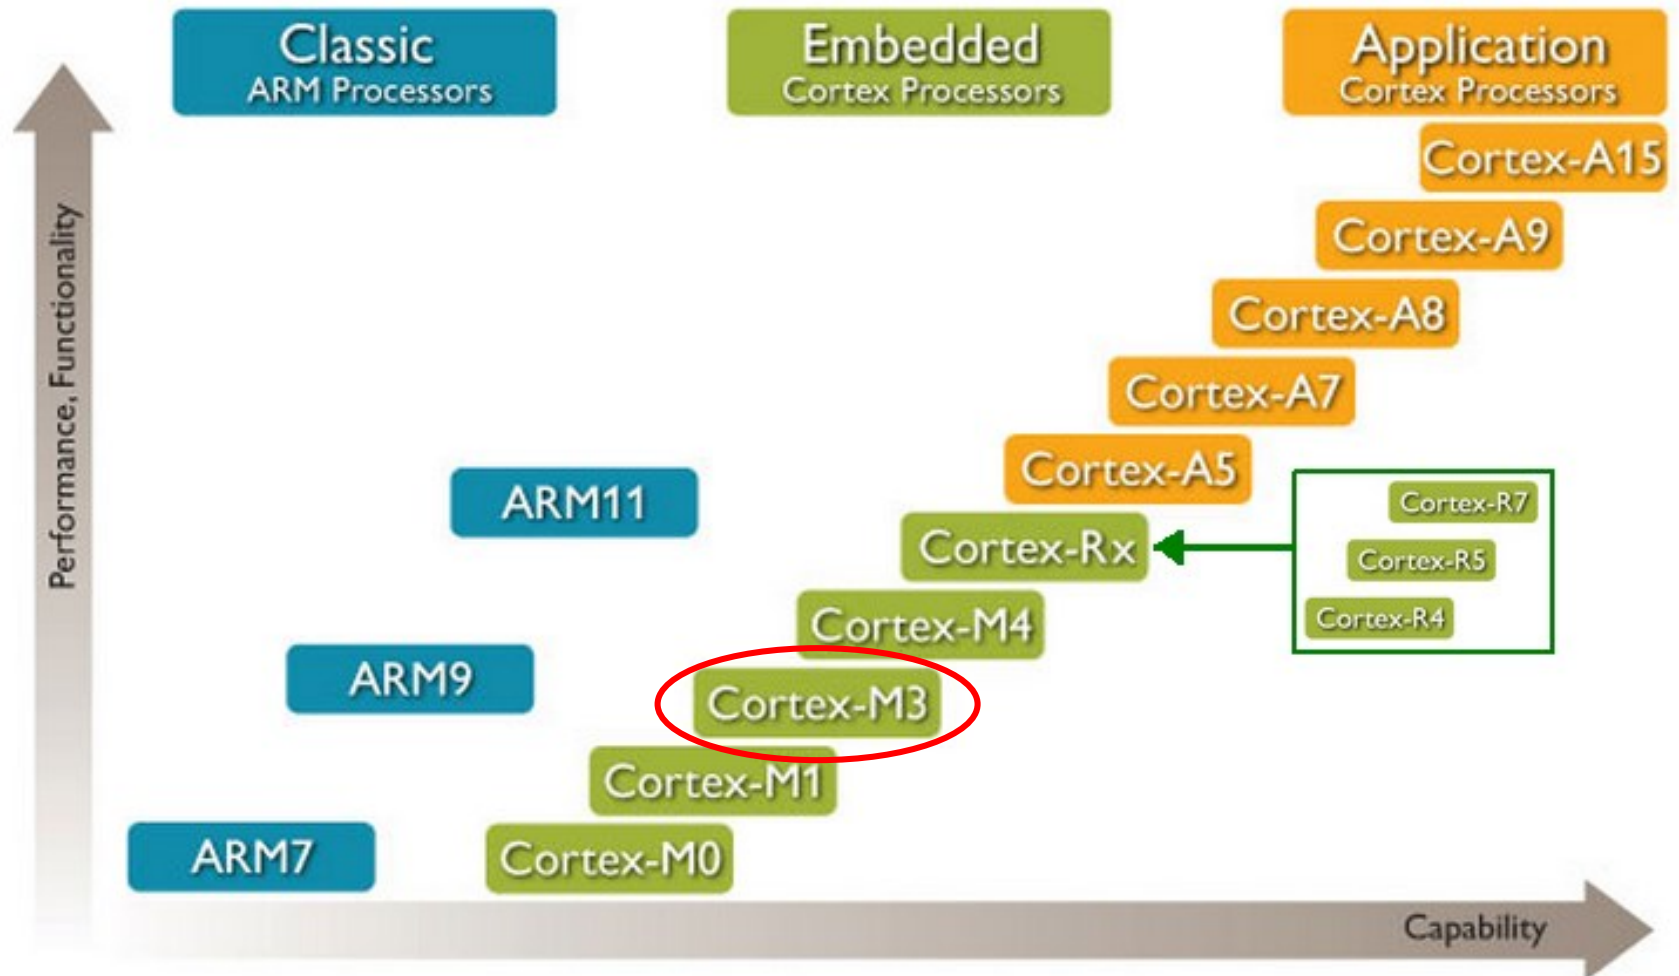 Classic
ARM Processors
Embedded
Cortex Processors
Application
Cortex Processors
Cortex-A15
Cortex-A9
Cortex-A8
Cortex-A7
Cortex-A5
ARM11
Cortex-R7
Cortex-Rx
Cortex-R5
Cortex-R4
Cortex-M4
ARM9
Cortex-M3
Cortex-M1
ARM7
Cortex-M0
Performance, Functionality
Capability